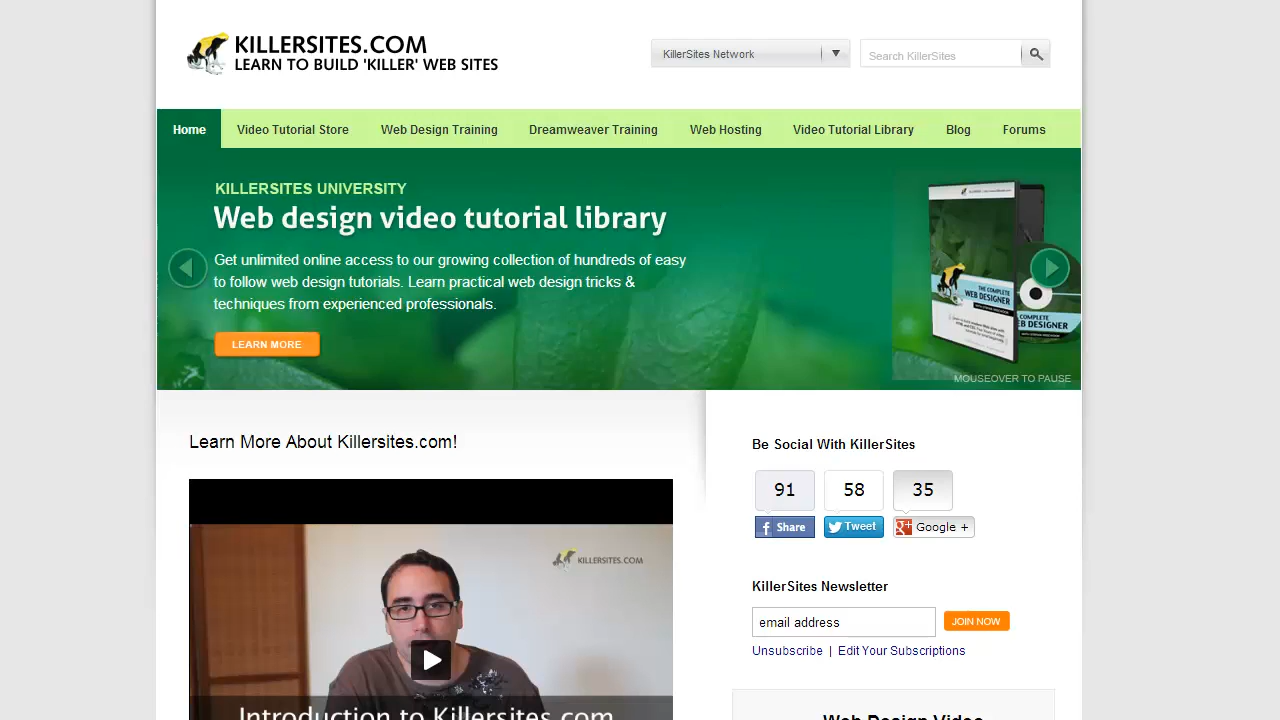 KILLERSITES.COM
LEARN TO BUILD 'KILLER' WEB SITES
KillerSites Network
Search KillerSites
Home
Video Tutorial Store
Web Design Training
Dreamweaver Training
Web Hosting
Video Tutorial Library
Blog
Forums
KILLERSITES UNIVERSITY
Web design video tutorial library
Get unlimited online access to our growing collection of hundreds of easy
to follow web design tutorials. Learn practical web design tricks &
techniques from experienced professionals.
LEARN MORE
THE COMPLETE
WEB DESIGNER
COMPLETE
WEB DESIGNER
MOUSEOVER TO PAUSE
Learn More About Killersites.com!
KILLERSITES.COM
Introduction to Killersites.com
Be Social With KillerSites
91
58
35
Share
Tweet
Google +
KillerSites Newsletter
email address
JOIN NOW
Unsubscribe | Edit Your Subscriptions
Web Design Video